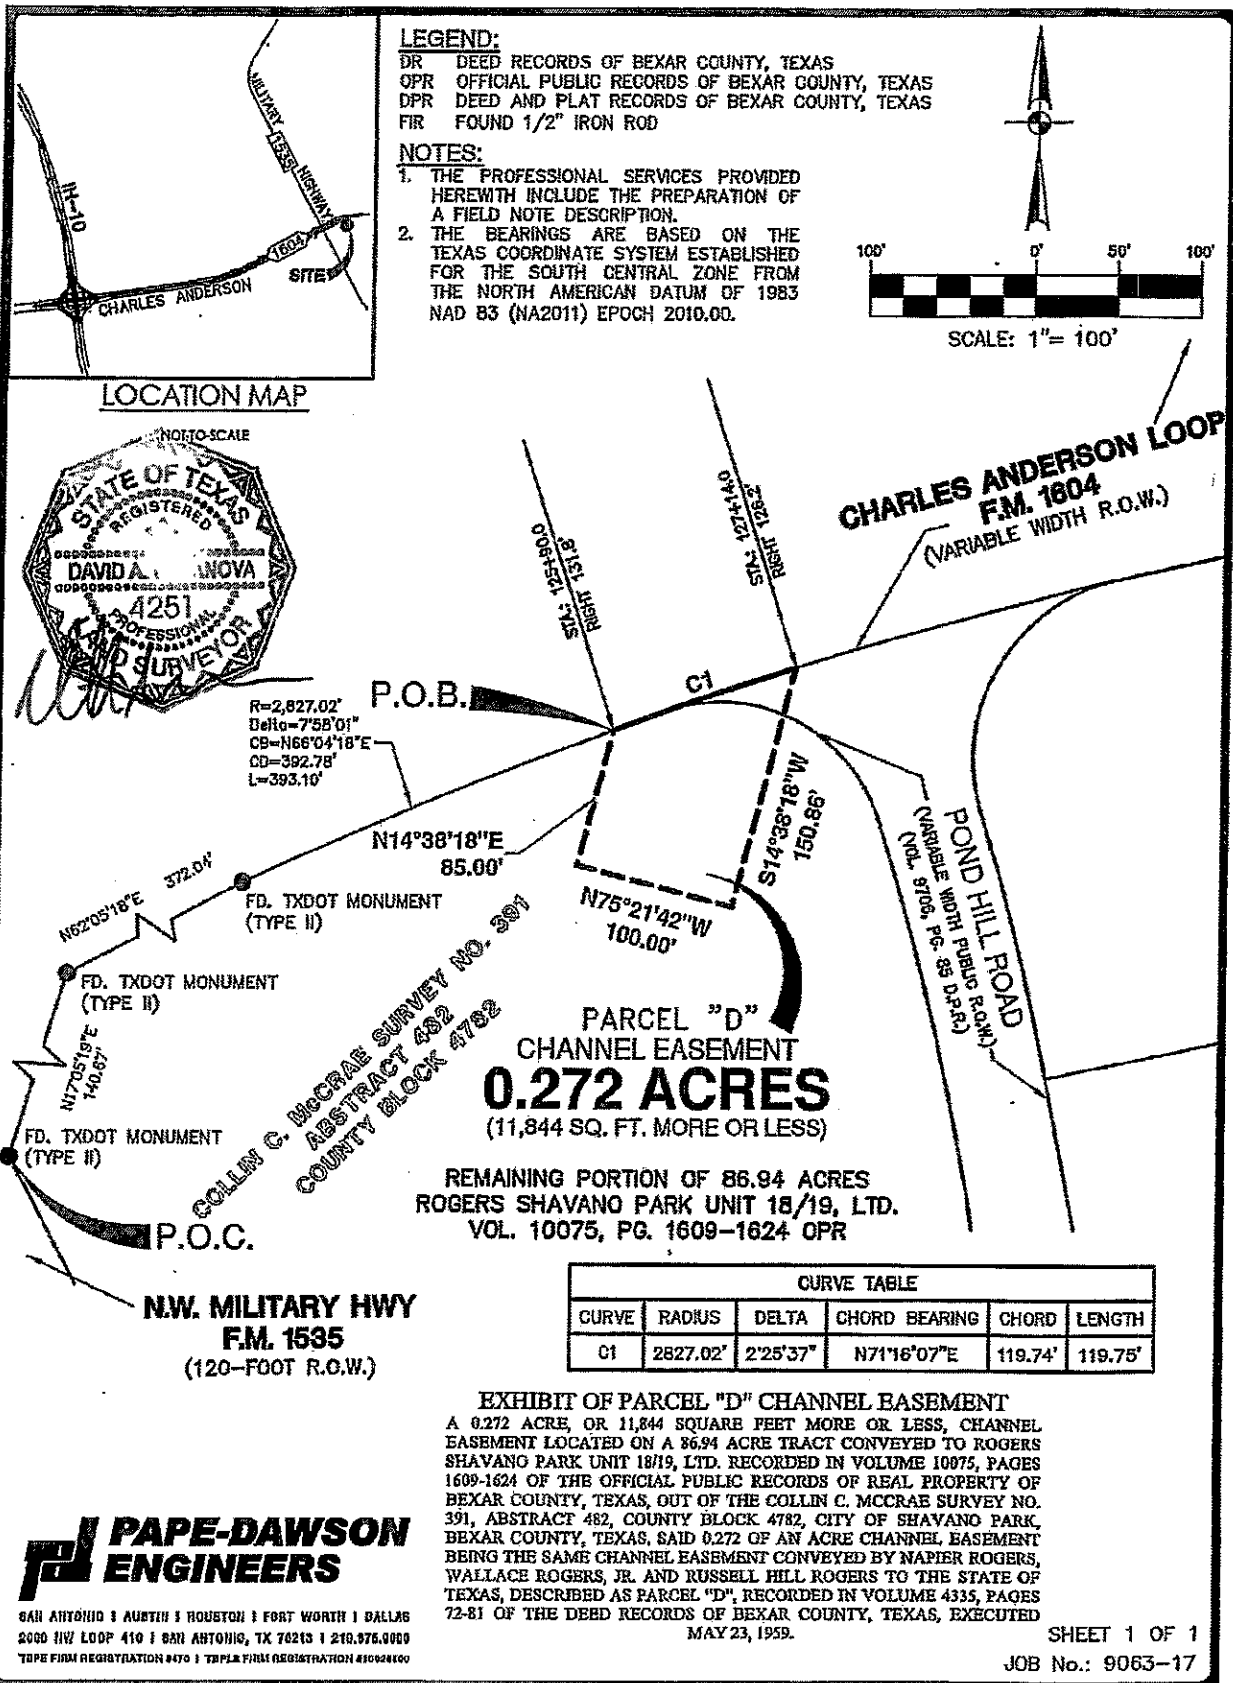 IH-10
MILITARY
1535
HIGHWAY
1604
SITE
CHARLES ANDERSON
LOCATION MAP
NOT-TO-SCALE
LEGEND:
DR DEED RECORDS OF BEXAR COUNTY, TEXAS
OPR OFFICIAL PUBLIC RECORDS OF BEXAR COUNTY, TEXAS
DPR DEED AND PLAT RECORDS OF BEXAR COUNTY, TEXAS
FIR FOUND 1/2" IRON ROD
NOTES:
1. THE PROFESSIONAL SERVICES PROVIDED
HEREWITH INCLUDE THE PREPARATION OF
A FIELD NOTE DESCRIPTION.
2. THE BEARINGS ARE BASED ON THE
TEXAS COORDINATE SYSTEM ESTABLISHED
FOR THE SOUTH CENTRAL ZONE FROM
THE NORTH AMERICAN DATUM OF 1983
NAD 83 (NA2011) EPOCH 2010.00.
100' 0' 50' 100'
SCALE: 1"= 100'
STATE OF TEXAS
REGISTERED
DAVID A. ANOVA
4251
PROFESSIONAL
LAND SURVEYOR
STA.: 125+90.0
RIGHT 131.8'
STA.: 127+14.0
RIGHT 126.2'
CHARLES ANDERSON LOOP
F.M. 1604
(VARIABLE WIDTH R.O.W.)
P.O.B.
C1
R=2,827.02'
Delta=7°58'01"
CB=N66°04'18"E
CD=392.78'
L=393.10'
N14°38'18"E
85.00'
S14°38'18"W
150.86'
N75°21'42"W
100.00'
N62°05'18"E 372.04'
FD. TXDOT MONUMENT
(TYPE II)
FD. TXDOT MONUMENT
(TYPE II)
N17°05'19"E
140.67'
FD. TXDOT MONUMENT
(TYPE II)
P.O.C.
COLLIN C. McCRAE SURVEY NO. 391
ABSTRACT 482
COUNTY BLOCK 4782
POND HILL ROAD
(VARIABLE WIDTH PUBLIC R.O.W.)
(VOL. 9706, PG. 85 D.P.R.)
PARCEL "D"
CHANNEL EASEMENT
0.272 ACRES
(11,844 SQ. FT. MORE OR LESS)
REMAINING PORTION OF 86.94 ACRES
ROGERS SHAVANO PARK UNIT 18/19, LTD.
VOL. 10075, PG. 1609-1624 OPR
N.W. MILITARY HWY
F.M. 1535
(120-FOOT R.O.W.)
CURVE TABLE
CURVE RADIUS DELTA CHORD BEARING CHORD LENGTH
C1 2827.02' 2°25'37" N71°16'07"E 119.74' 119.75'
EXHIBIT OF PARCEL "D" CHANNEL EASEMENT
A 0.272 ACRE, OR 11,844 SQUARE FEET MORE OR LESS, CHANNEL
EASEMENT LOCATED ON A 86.94 ACRE TRACT CONVEYED TO ROGERS
SHAVANO PARK UNIT 18/19, LTD. RECORDED IN VOLUME 10075, PAGES
1609-1624 OF THE OFFICIAL PUBLIC RECORDS OF REAL PROPERTY OF
BEXAR COUNTY, TEXAS, OUT OF THE COLLIN C. MCCRAE SURVEY NO.
391, ABSTRACT 482, COUNTY BLOCK 4782, CITY OF SHAVANO PARK,
BEXAR COUNTY, TEXAS, SAID 0.272 OF AN ACRE CHANNEL EASEMENT
BEING THE SAME CHANNEL EASEMENT CONVEYED BY NAPIER ROGERS,
WALLACE ROGERS, JR. AND RUSSELL HILL ROGERS TO THE STATE OF
TEXAS, DESCRIBED AS PARCEL "D", RECORDED IN VOLUME 4335, PAGES
72-81 OF THE DEED RECORDS OF BEXAR COUNTY, TEXAS, EXECUTED
MAY 23, 1959.
PAPE-DAWSON
ENGINEERS
SAN ANTONIO I AUSTIN I HOUSTON I FORT WORTH I DALLAS
2000 NW LOOP 410 I SAN ANTONIO, TX 78213 I 210.375.9000
TBPE FIRM REGISTRATION #470 I TBPLS FIRM REGISTRATION
SHEET 1 OF 1
JOB No.: 9063-17